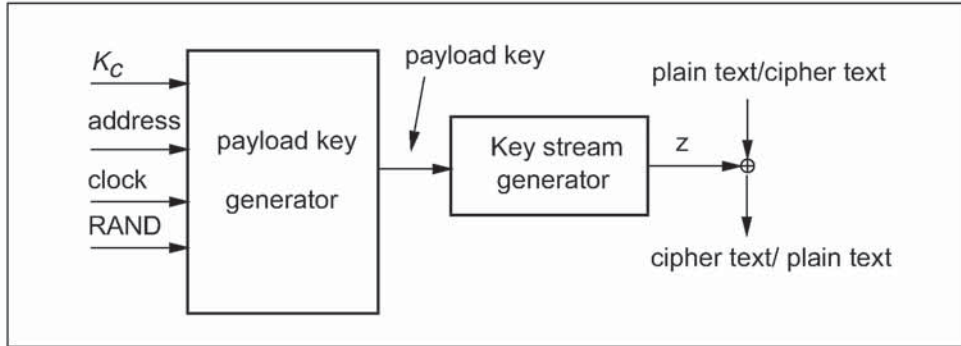 K_C
address
clock
RAND
payload key
generator
payload key
Key stream
generator
z
plain text/cipher text
cipher text/ plain text